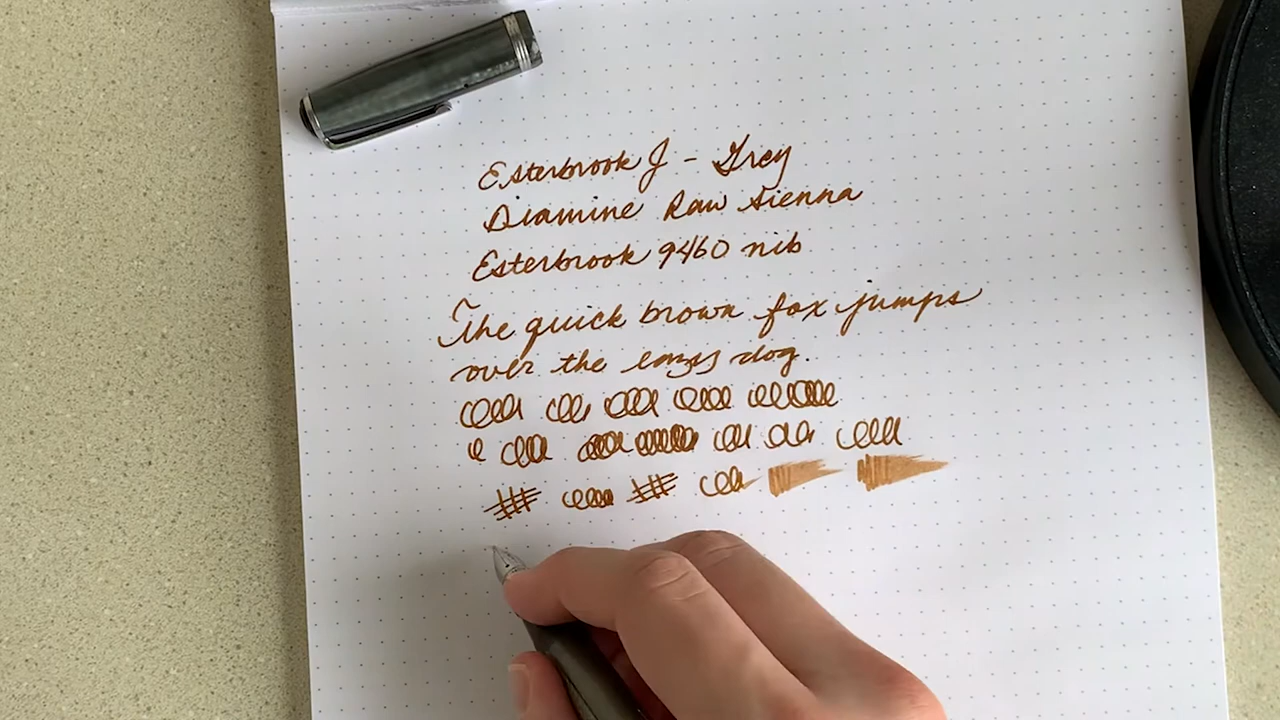 Esterbrook J - Grey
Diamine Raw Sienna
Esterbrook 9460 nib
The quick brown fox jumps
over the lazy dog.